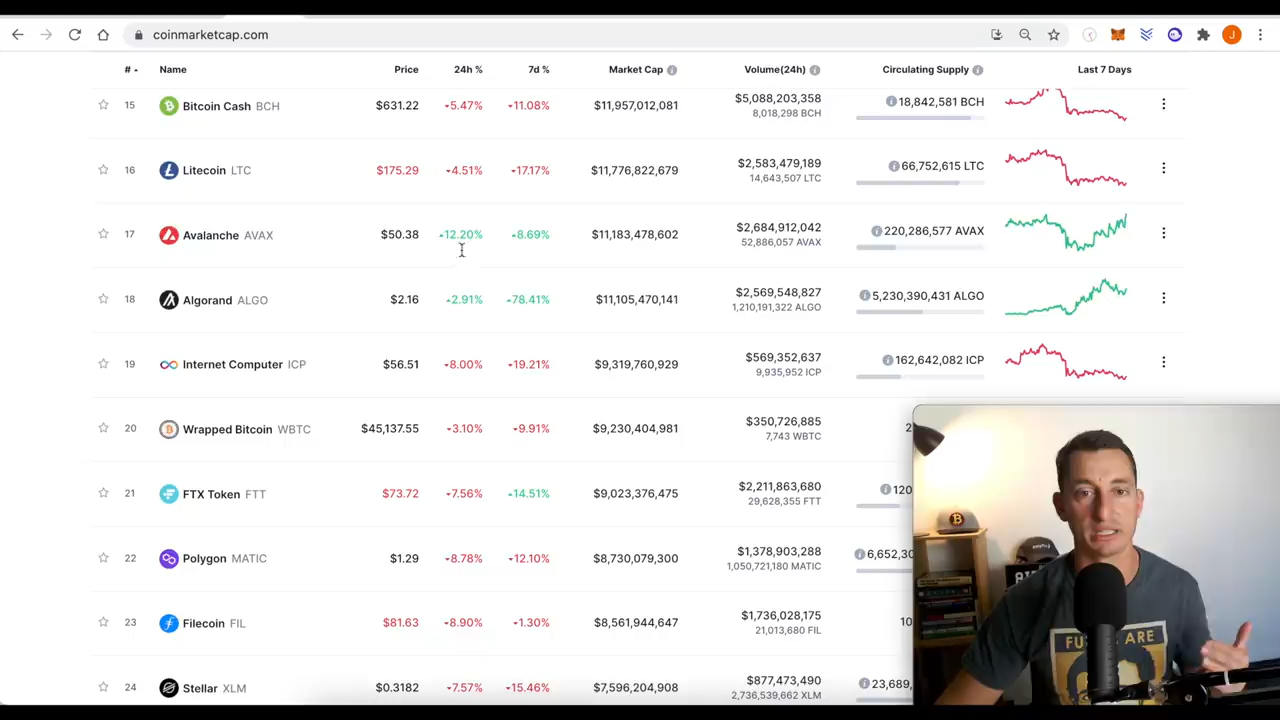 coinmarketcap.com
J
# Name Price 24h % 7d % Market Cap Volume(24h) Circulating Supply Last 7 Days
15 Bitcoin Cash BCH $631.22 5.47% 11.08% $11,957,012,081 $5,088,203,358 18,842,581 BCH
8,018,298 BCH
16 Litecoin LTC $175.29 4.51% 17.17% $11,776,822,679 $2,583,479,189 66,752,615 LTC
14,643,507 LTC
17 Avalanche AVAX $50.38 12.20% 8.69% $11,183,478,602 $2,684,912,042 220,286,577 AVAX
52,886,057 AVAX
18 Algorand ALGO $2.16 2.91% 78.41% $11,105,470,141 $2,569,548,827 5,230,390,431 ALGO
1,210,191,322 ALGO
19 Internet Computer ICP $56.51 8.00% 19.21% $9,319,760,929 $569,352,637 162,642,082 ICP
9,935,952 ICP
20 Wrapped Bitcoin WBTC $45,137.55 3.10% 9.91% $9,230,404,981 $350,726,885 2
7,743 WBTC
21 FTX Token FTT $73.72 7.56% 14.51% $9,023,376,475 $2,211,863,680 120
29,628,355 FTT
22 Polygon MATIC $1.29 8.78% 12.10% $8,730,079,300 $1,378,903,288 6,652,30
1,050,721,180 MATIC
23 Filecoin FIL $81.63 8.90% 1.30% $8,561,944,647 $1,736,028,175 10
21,013,680 FIL
24 Stellar XLM $0.3182 7.57% 15.46% $7,596,204,908 $877,473,490 23,689,
2,736,539,662 XLM
ARE